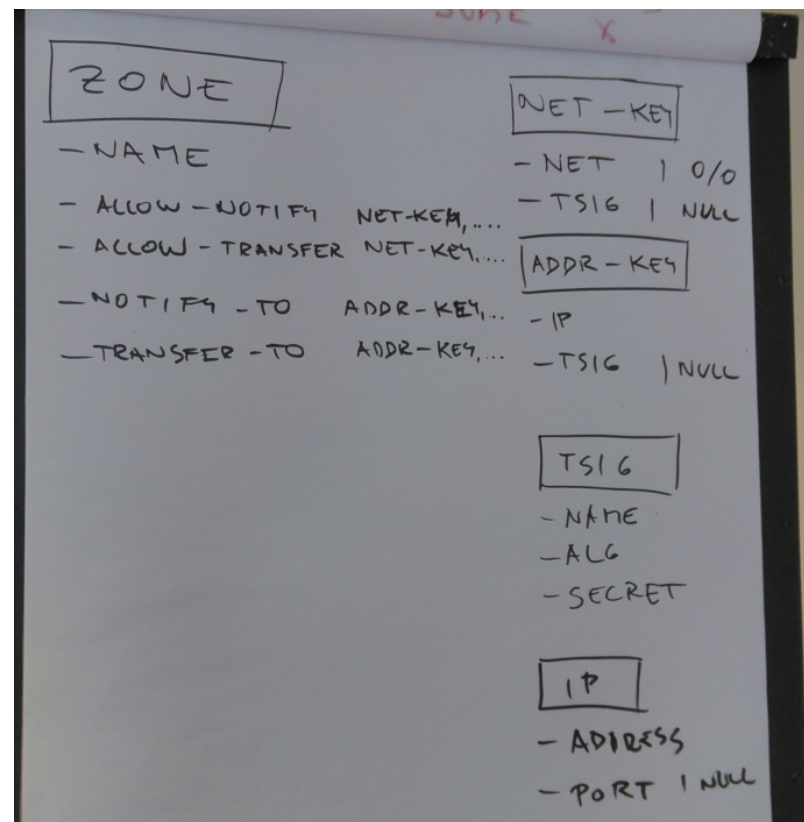 ZONE
- NAME
- ALLOW - NOTIFY NET-KEY, ....
- ALLOW - TRANSFER NET-KEY, ....
- NOTIFY - TO ADDR-KEY, ...
- TRANSFER - TO ADDR-KEY, ...
NET - KEY
- NET | 0/0
- TSIG | NULL
ADDR - KEY
- IP
- TSIG | NULL
TSIG
- NAME
- ALG
- SECRET
IP
- ADDRESS
- PORT | NULL